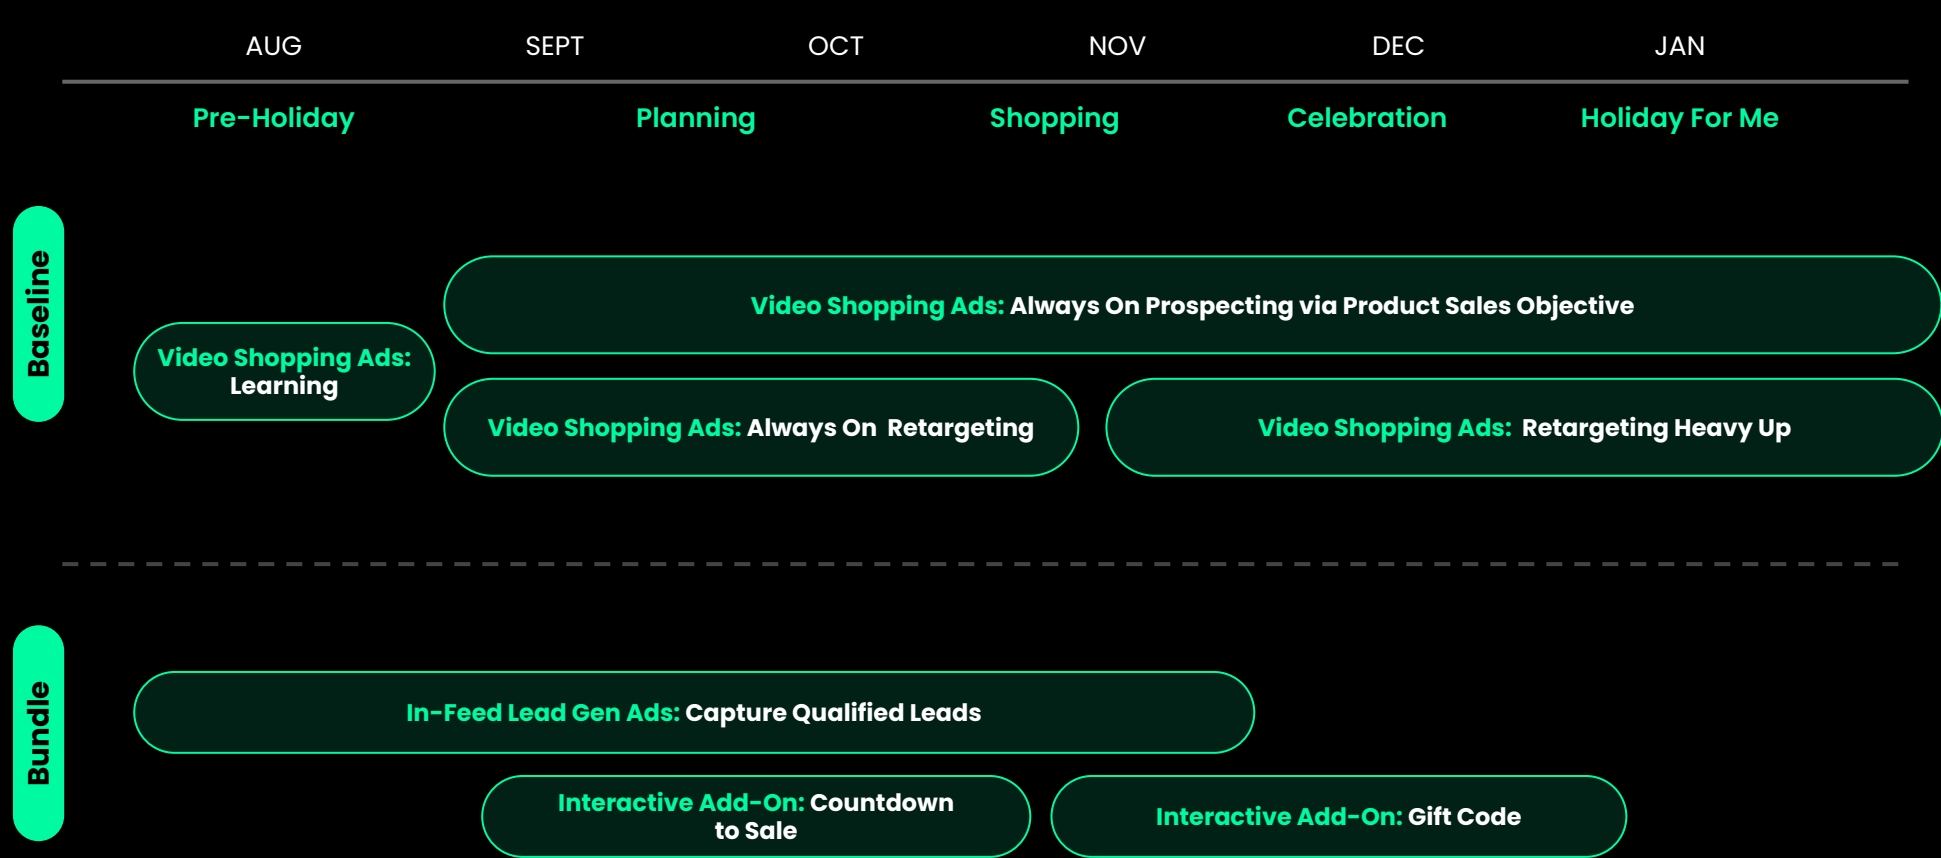 AUG SEPT OCT NOV DEC JAN
Pre-Holiday Planning Shopping Celebration Holiday For Me
Baseline
Video Shopping Ads: Always On Prospecting via Product Sales Objective
Video Shopping Ads:
Learning
Video Shopping Ads: Always On Retargeting
Video Shopping Ads: Retargeting Heavy Up
Bundle
In-Feed Lead Gen Ads: Capture Qualified Leads
Interactive Add-On: Countdown
to Sale
Interactive Add-On: Gift Code